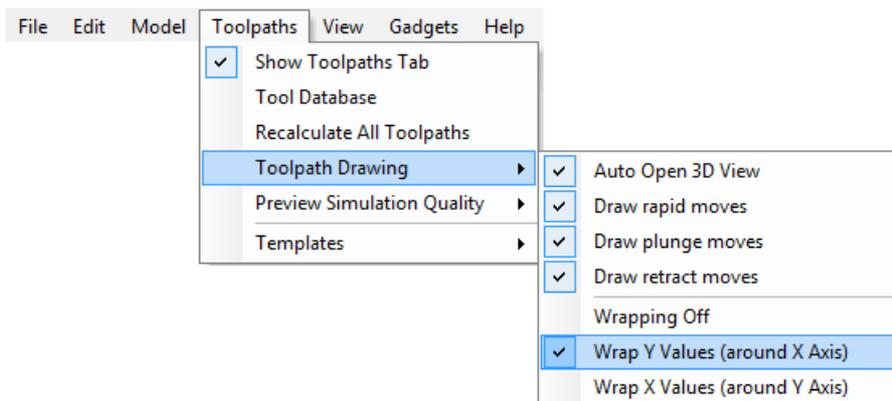 File Edit Model Toolpaths View Gadgets Help
Show Toolpaths Tab
Tool Database
Recalculate All Toolpaths
Toolpath Drawing
Preview Simulation Quality
Templates
Auto Open 3D View
Draw rapid moves
Draw plunge moves
Draw retract moves
Wrapping Off
Wrap Y Values (around X Axis)
Wrap X Values (around Y Axis)